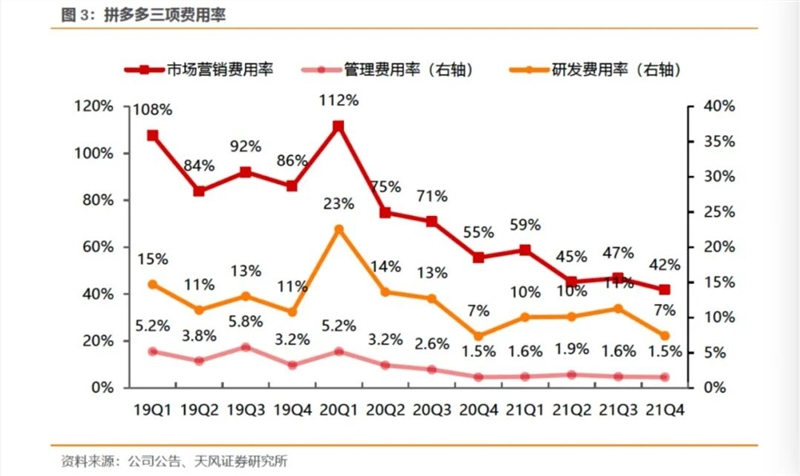 图 3：拼多多三项费用率
市场营销费用率 管理费用率（右轴） 研发费用率（右轴）
120% 100% 80% 60% 40% 20% 0%
108% 84% 92% 86% 112% 75% 71% 55% 59% 45% 47% 42%
15% 11% 13% 11% 23% 14% 13% 7% 10% 10% 11% 7%
5.2% 3.8% 5.8% 3.2% 5.2% 3.2% 2.6% 1.5% 1.6% 1.9% 1.6% 1.5%
40% 35% 30% 25% 20% 15% 10% 5% 0%
19Q1 19Q2 19Q3 19Q4 20Q1 20Q2 20Q3 20Q4 21Q1 21Q2 21Q3 21Q4
资料来源：公司公告、天风证券研究所